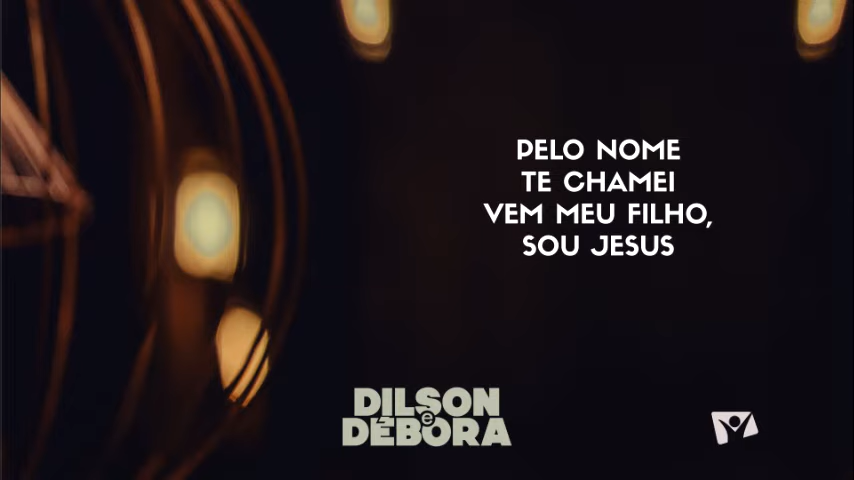 PELO NOME
TE CHAMEI
VEM MEU FILHO,
SOU JESUS
DILSON
e
DÉBORA